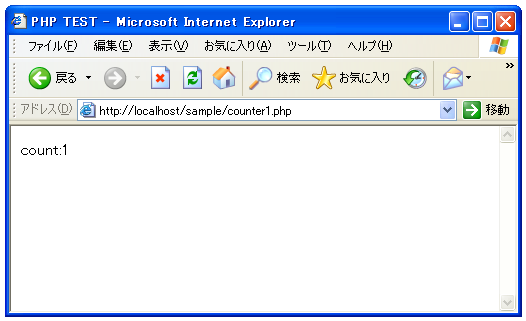 PHP TEST - Microsoft Internet Explorer
ファイル(F) 編集(E) 表示(V) お気に入り(A) ツール(T) ヘルプ(H)
戻る 検索 お気に入り »
アドレス(D) http://localhost/sample/counter1.php 移動
count:1